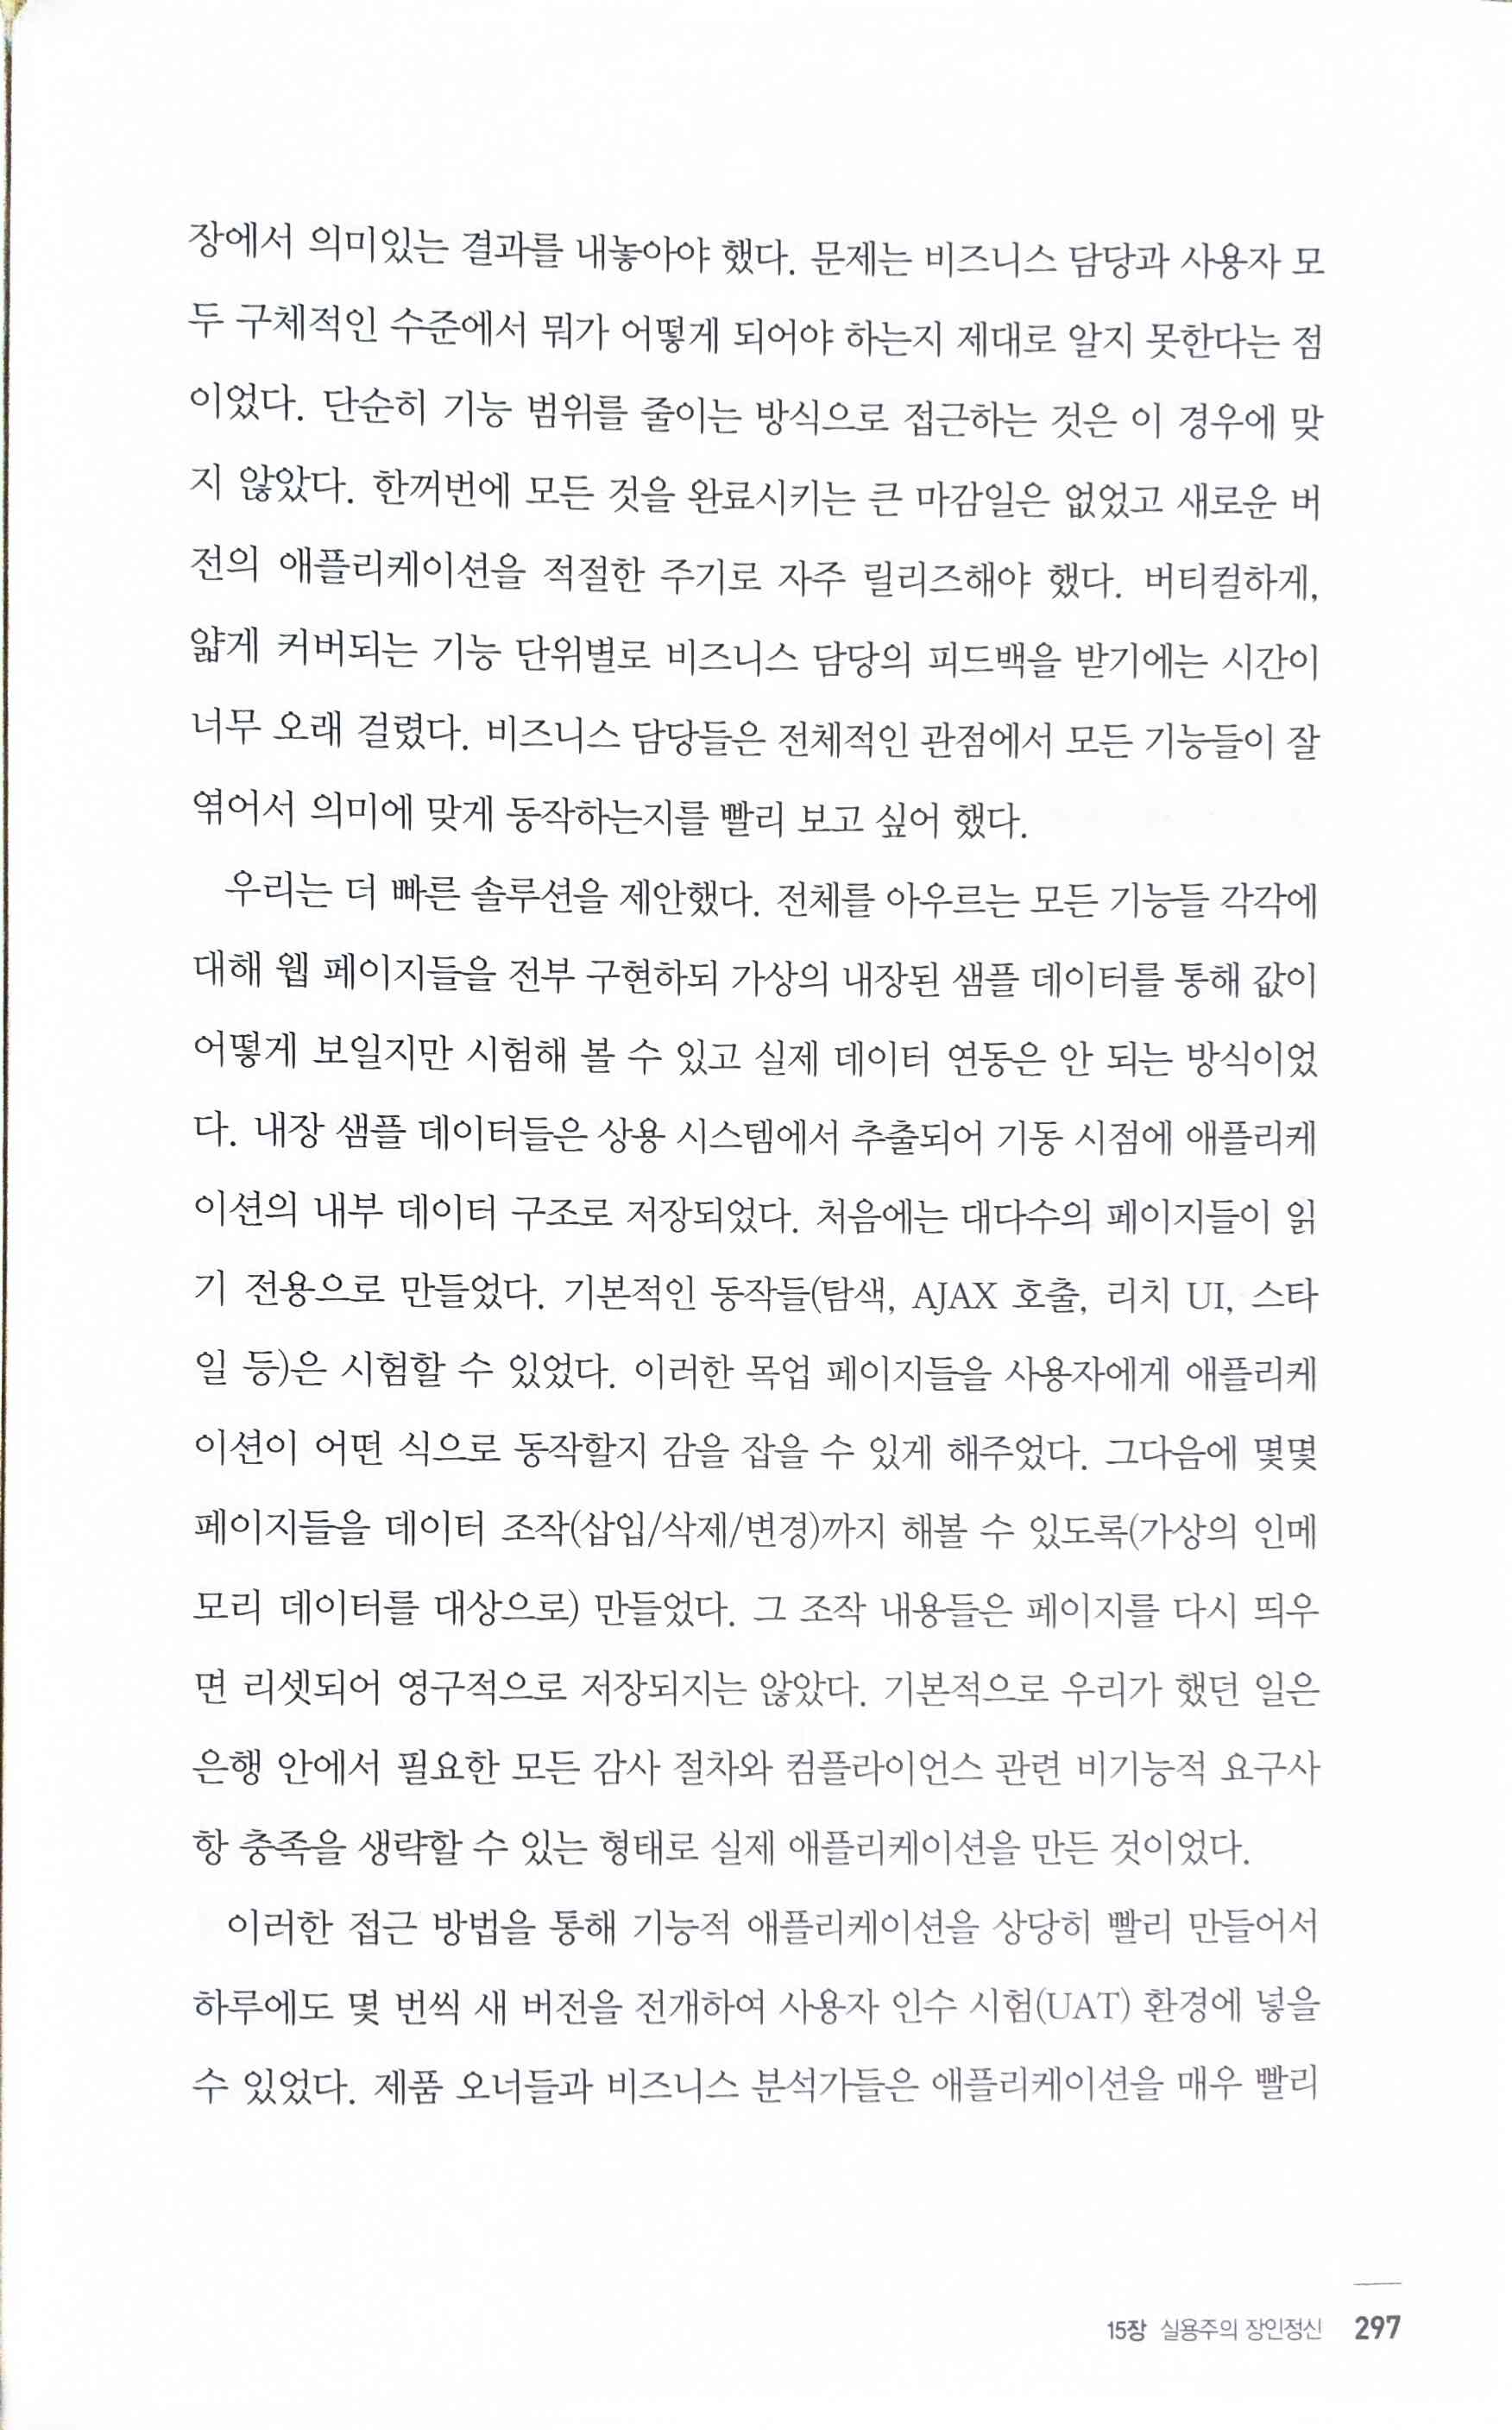 장에서 의미있는 결과를 내놓아야 했다. 문제는 비즈니스 담당과 사용자 모
두 구체적인 수준에서 뭐가 어떻게 되어야 하는지 제대로 알지 못한다는 점
이었다. 단순히 기능 범위를 줄이는 방식으로 접근하는 것은 이 경우에 맞
지 않았다. 한꺼번에 모든 것을 완료시키는 큰 마감일은 없었고 새로운 버
전의 애플리케이션을 적절한 주기로 자주 릴리즈해야 했다. 버티컬하게,
얇게 커버되는 기능 단위별로 비즈니스 담당의 피드백을 받기에는 시간이
너무 오래 걸렸다. 비즈니스 담당들은 전체적인 관점에서 모든 기능들이 잘
엮어서 의미에 맞게 동작하는지를 빨리 보고 싶어 했다.
우리는 더 빠른 솔루션을 제안했다. 전체를 아우르는 모든 기능들 각각에
대해 웹 페이지들을 전부 구현하되 가상의 내장된 샘플 데이터를 통해 값이
어떻게 보일지만 시험해 볼 수 있고 실제 데이터 연동은 안 되는 방식이었
다. 내장 샘플 데이터들은 상용 시스템에서 추출되어 기동 시점에 애플리케
이션의 내부 데이터 구조로 저장되었다. 처음에는 대다수의 페이지들이 읽
기 전용으로 만들었다. 기본적인 동작들(탐색, AJAX 호출, 리치 UI, 스타
일 등)은 시험할 수 있었다. 이러한 목업 페이지들을 사용자에게 애플리케
이션이 어떤 식으로 동작할지 감을 잡을 수 있게 해주었다. 그다음에 몇몇
페이지들을 데이터 조작(삽입/삭제/변경)까지 해볼 수 있도록(가상의 인메
모리 데이터를 대상으로) 만들었다. 그 조작 내용들은 페이지를 다시 띄우
면 리셋되어 영구적으로 저장되지는 않았다. 기본적으로 우리가 했던 일은
은행 안에서 필요한 모든 감사 절차와 컴플라이언스 관련 비기능적 요구사
항 충족을 생략할 수 있는 형태로 실제 애플리케이션을 만든 것이었다.
이러한 접근 방법을 통해 기능적 애플리케이션을 상당히 빨리 만들어서
하루에도 몇 번씩 새 버전을 전개하여 사용자 인수 시험(UAT) 환경에 넣을
수 있었다. 제품 오너들과 비즈니스 분석가들은 애플리케이션을 매우 빨리
15장 실용주의 장인정신 297